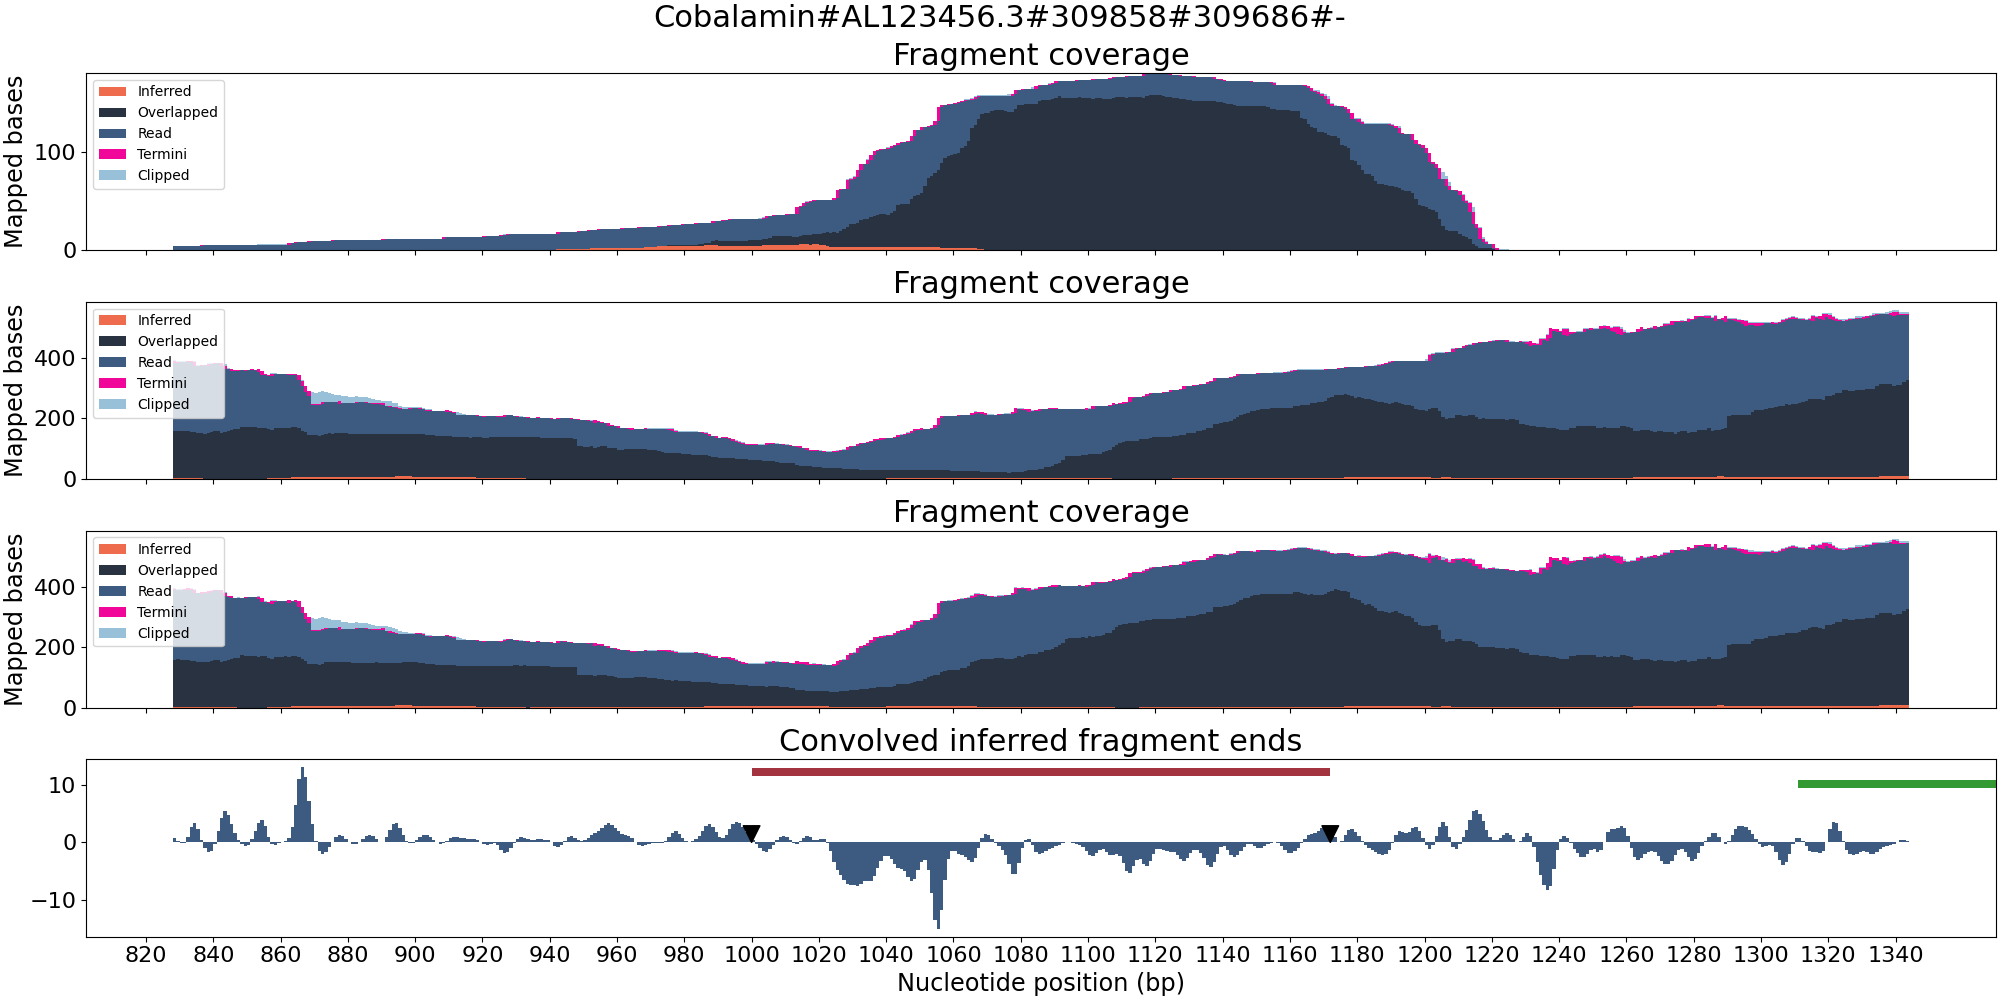 Cobalamin#AL123456.3#309858#309686#-
Fragment coverage
Mapped bases
100
0
Inferred
Overlapped
Read
Termini
Clipped
Fragment coverage
Mapped bases
400
200
0
Inferred
Overlapped
Read
Termini
Clipped
Fragment coverage
Mapped bases
400
200
0
Inferred
Overlapped
Read
Termini
Clipped
Convolved inferred fragment ends
10
0
−10
820 840 860 880 900 920 940 960 980 1000 1020 1040 1060 1080 1100 1120 1140 1160 1180 1200 1220 1240 1260 1280 1300 1320 1340
Nucleotide position (bp)